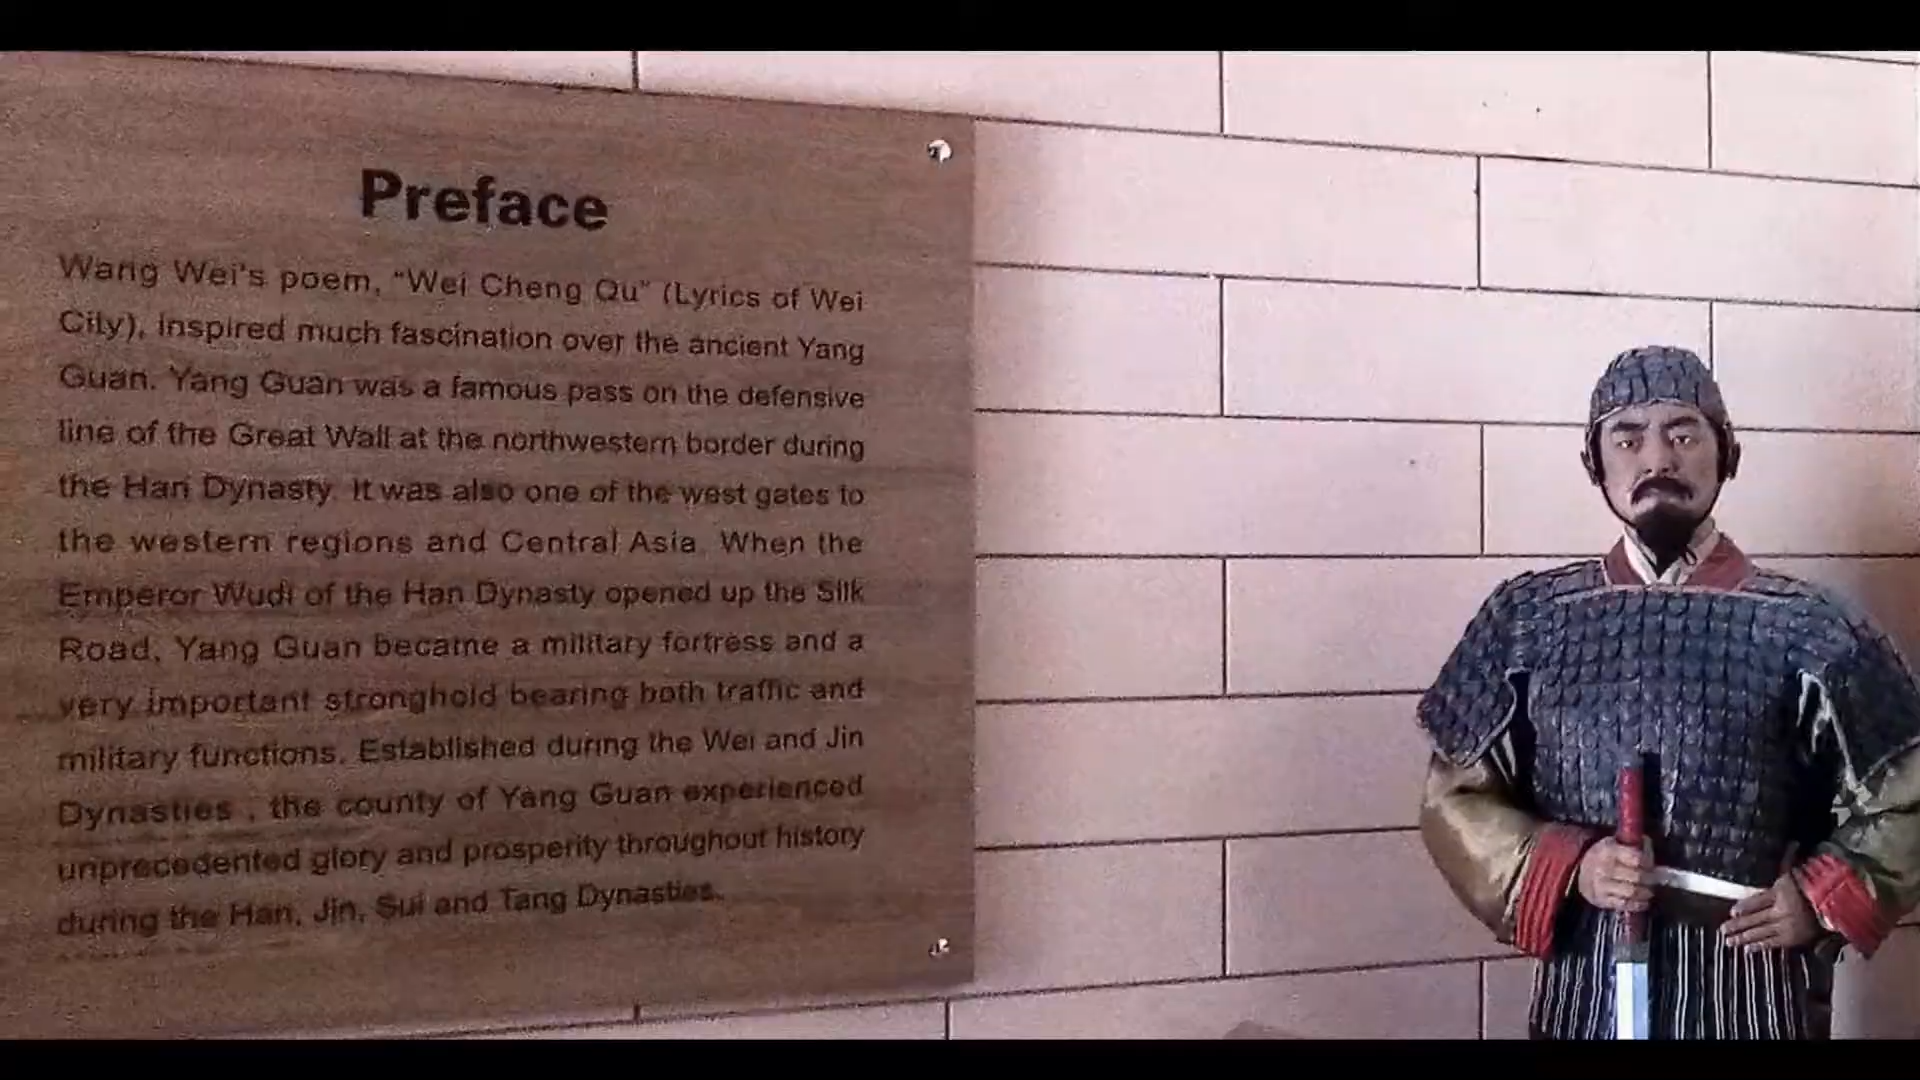 Preface
Wang Wei's poem, “Wei Cheng Qu” (Lyrics of Wei
City), inspired much fascination over the ancient Yang
Guan. Yang Guan was a famous pass on the defensive
line of the Great Wall at the northwestern border during
the Han Dynasty. It was also one of the west gates to
the western regions and Central Asia. When the
Emperor Wudi of the Han Dynasty opened up the Silk
Road, Yang Guan became a military fortress and a
very important stronghold bearing both traffic and
military functions. Established during the Wei and Jin
Dynasties , the county of Yang Guan experienced
unprecedented glory and prosperity throughout history
during the Han, Jin, Sui and Tang Dynasties.